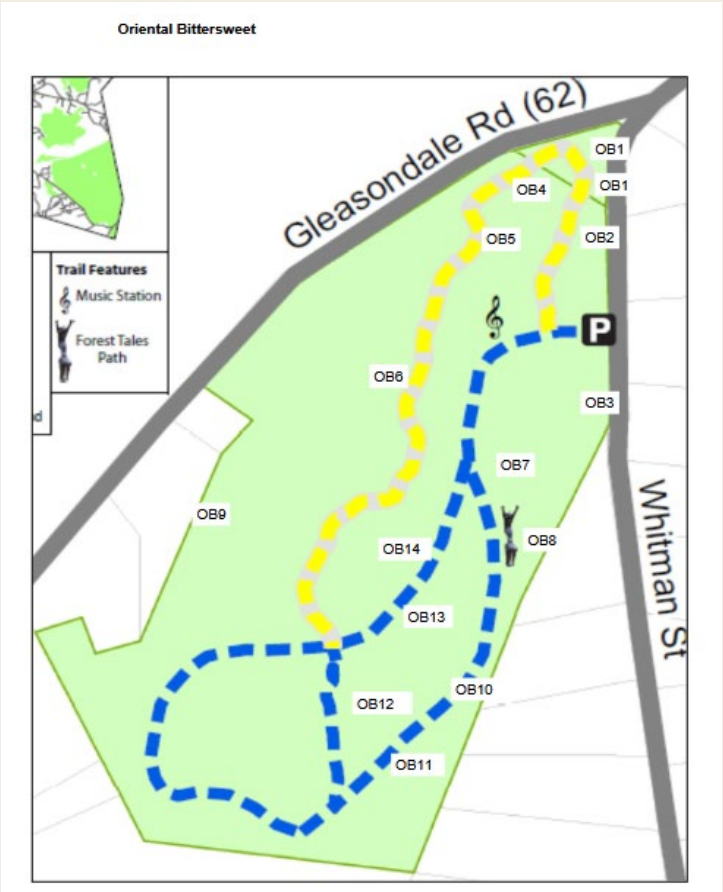 Oriental Bittersweet
Gleasondale Rd (62)
OB1
OB1
OB4
OB2
OB5
Trail Features
Music Station
Forest Tales
Path
P
OB6
OB3
d
OB7
Whitman St
OB9
OB8
OB14
OB13
OB10
OB12
OB11